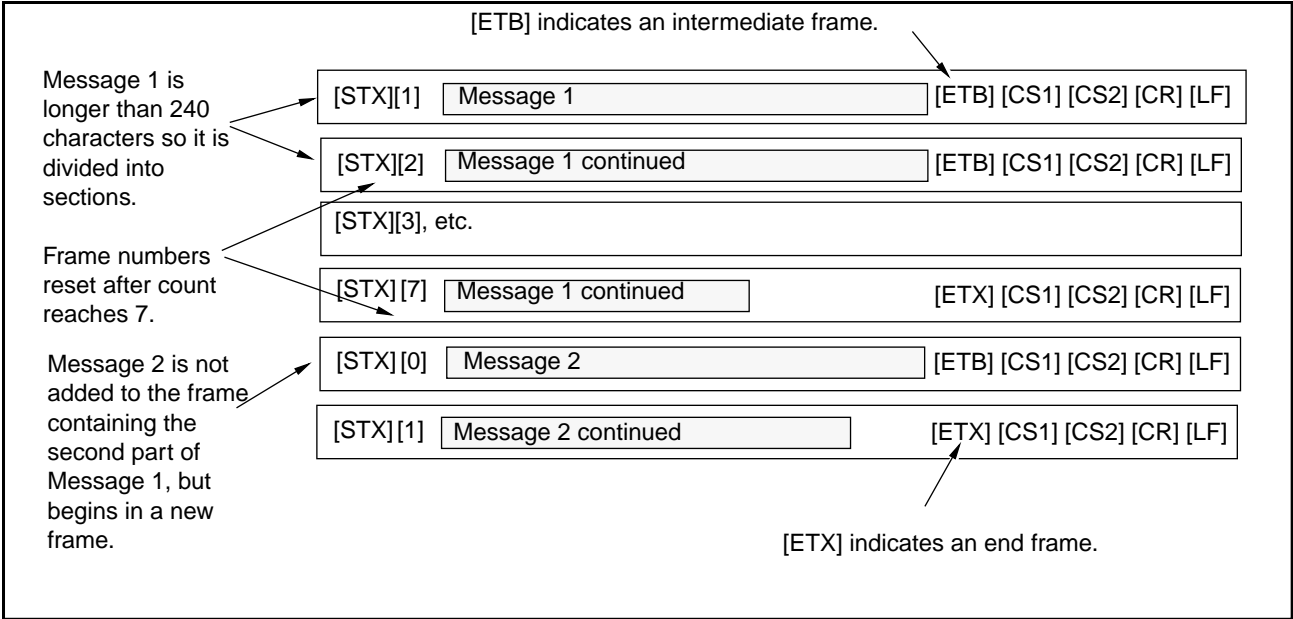 [ETB] indicates an intermediate frame.
Message 1 is
longer than 240
characters so it is
divided into
sections.
[STX][1] Message 1 [ETB] [CS1] [CS2] [CR] [LF]
[STX][2] Message 1 continued [ETB] [CS1] [CS2] [CR] [LF]
[STX][3], etc.
Frame numbers
reset after count
reaches 7.
[STX][7] Message 1 continued [ETX] [CS1] [CS2] [CR] [LF]
Message 2 is not
added to the frame
containing the
second part of
Message 1, but
begins in a new
frame.
[STX][0] Message 2 [ETB] [CS1] [CS2] [CR] [LF]
[STX][1] Message 2 continued [ETX] [CS1] [CS2] [CR] [LF]
[ETX] indicates an end frame.